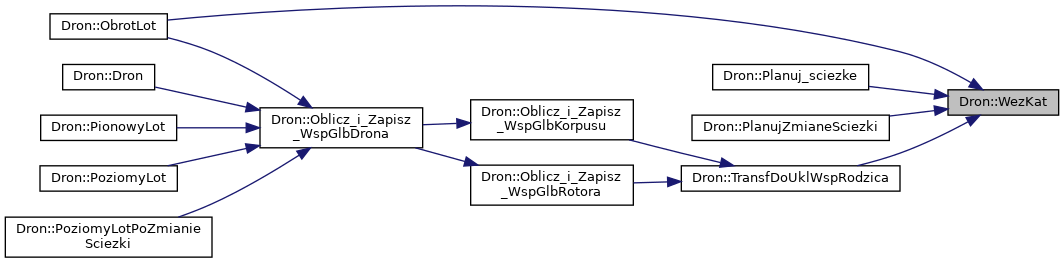 Dron::ObrotLot
Dron::Dron
Dron::PionowyLot
Dron::PoziomyLot
Dron::PoziomyLotPoZmianie
Sciezki
Dron::Oblicz_i_Zapisz
_WspGlbDrona
Dron::Oblicz_i_Zapisz
_WspGlbKorpusu
Dron::Oblicz_i_Zapisz
_WspGlbRotora
Dron::Planuj_sciezke
Dron::PlanujZmianeSciezki
Dron::TransfDoUklWspRodzica
Dron::WezKat